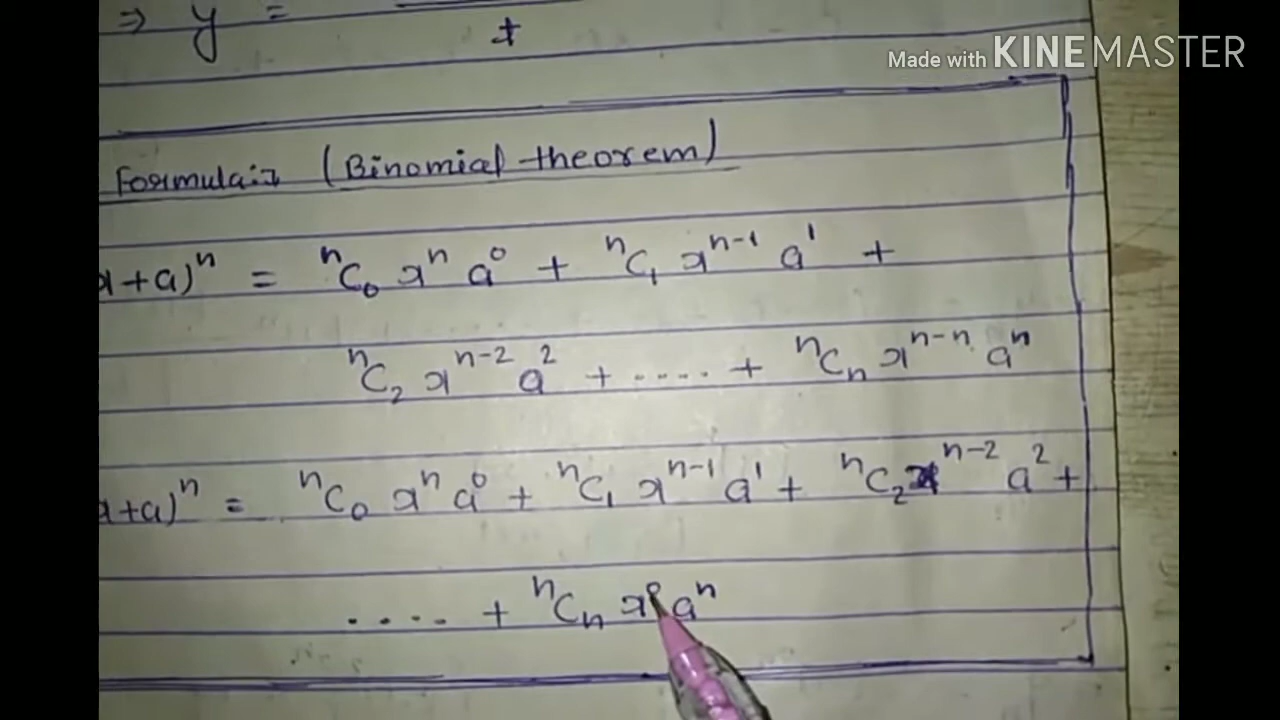 ⇒ y =
t
Made with KINEMASTER
Formula:- (Binomial theorem)
x+a)ⁿ = ⁿC₀ xⁿ a⁰ + ⁿC₁ xⁿ⁻¹ a¹ +
ⁿC₂ xⁿ⁻² a² + .... + ⁿCₙ xⁿ⁻ⁿ aⁿ
x+a)ⁿ = ⁿC₀ xⁿ a⁰ + ⁿC₁ xⁿ⁻¹ a¹ + ⁿC₂ xⁿ⁻² a² +
.... + ⁿCₙ x⁰ aⁿ